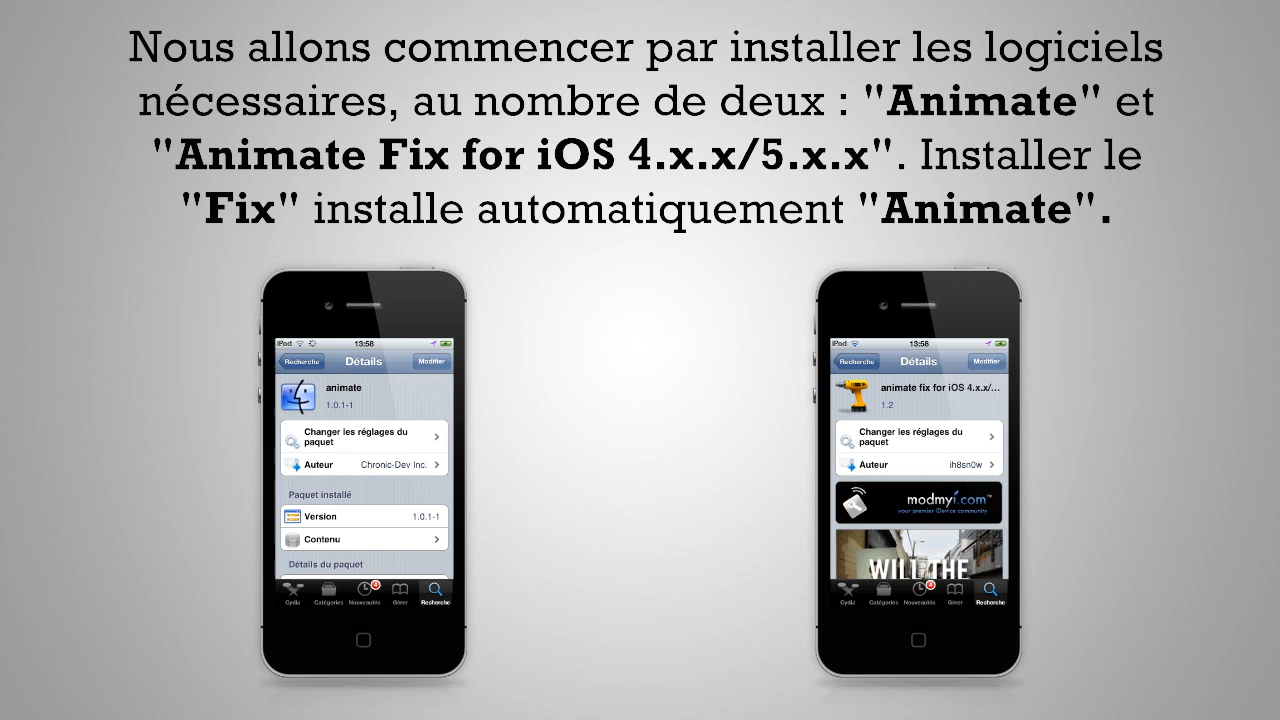 Nous allons commencer par installer les logiciels
nécessaires, au nombre de deux : "Animate" et
"Animate Fix for iOS 4.x.x/5.x.x". Installer le
"Fix" installe automatiquement "Animate".
iPod
13:58
Recherche
Détails
Modifier
animate
1.0.1-1
Changer les réglages du
paquet
Auteur
Chronic-Dev Inc.
Paquet installé
Version
1.0.1-1
Contenu
Détails du paquet
4
Cydia
Catégories
Nouveautés
Gérer
Recherche
iPod
13:58
Recherche
Détails
Modifier
animate fix for iOS 4.x.x/...
1.2
Changer les réglages du
paquet
Auteur
ih8sn0w
modmyi.com™
your premier iDevice community
WILL THE
4
Cydia
Catégories
Nouveautés
Gérer
Recherche